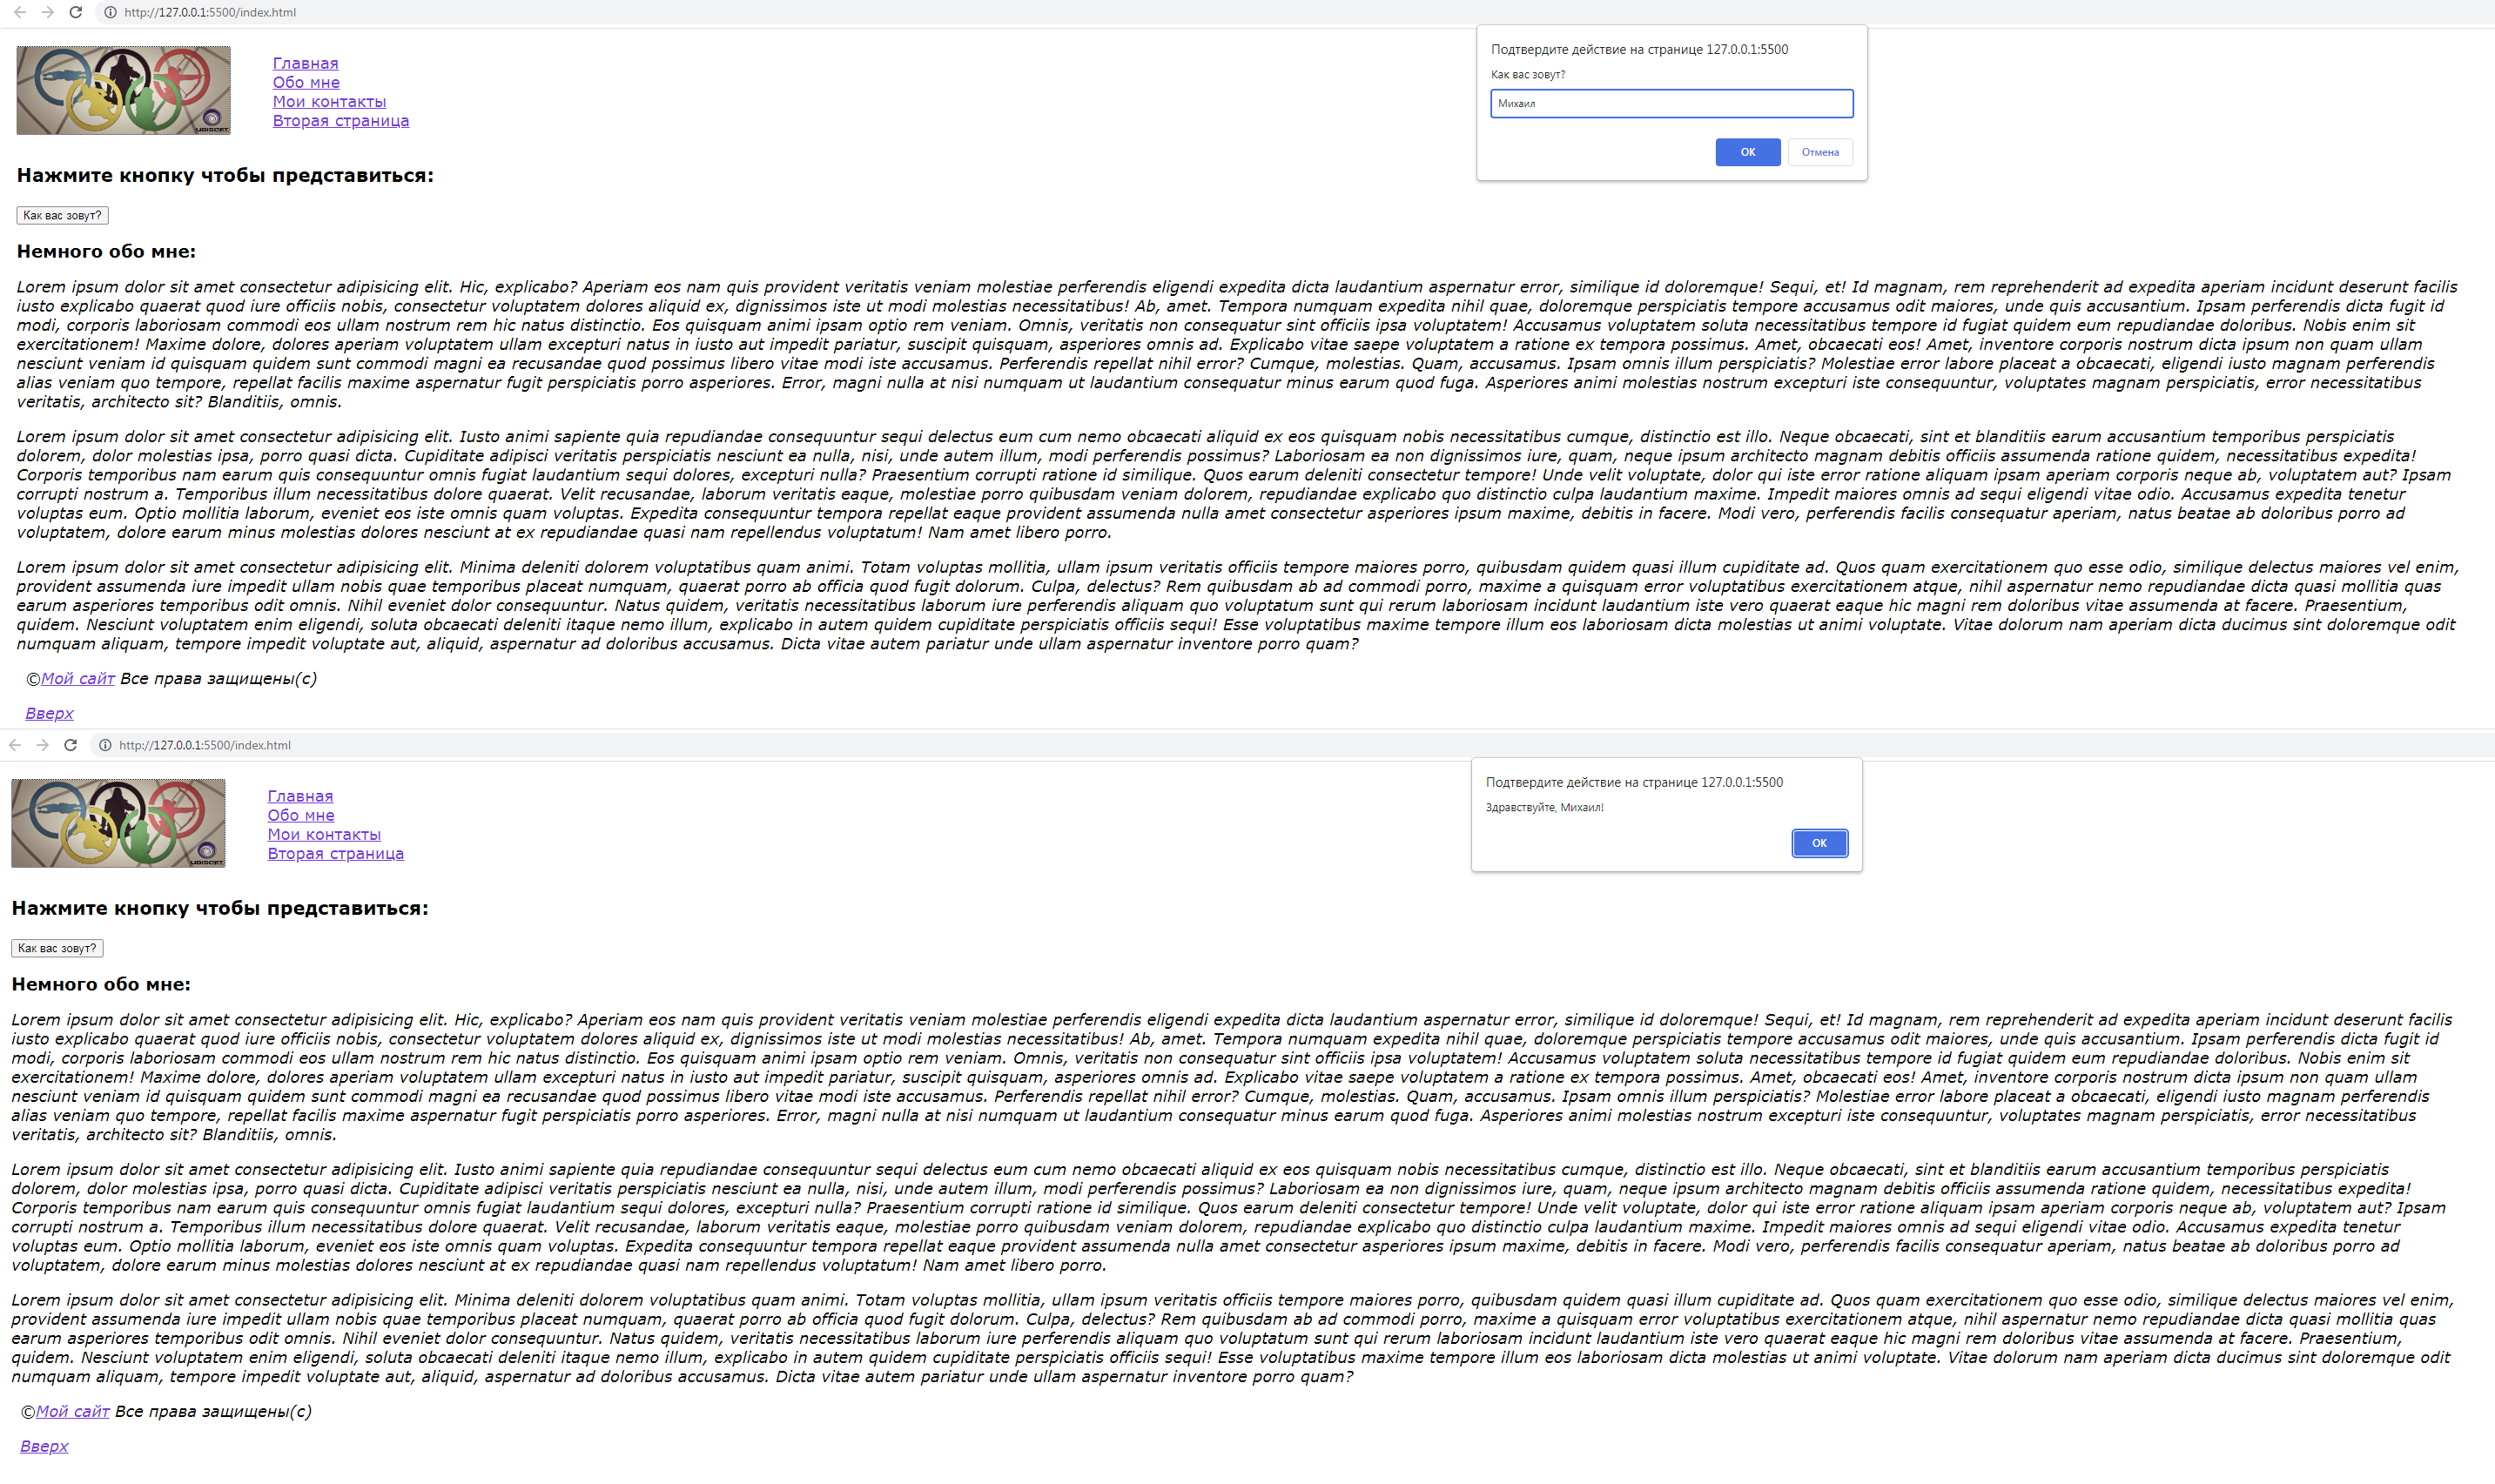 http://127.0.0.1:5500/index.html
Подтвердите действие на странице 127.0.0.1:5500
Как вас зовут?
Михаил
ОК
Отмена
UBISOFT
Главная
Обо мне
Мои контакты
Вторая страница
Нажмите кнопку чтобы представиться:
Как вас зовут?
Немного обо мне:
Lorem ipsum dolor sit amet consectetur adipisicing elit. Hic, explicabo? Aperiam eos nam quis provident veritatis veniam molestiae perferendis eligendi expedita dicta laudantium aspernatur error, similique id doloremque! Sequi, et! Id magnam, rem reprehenderit ad expedita aperiam incidunt deserunt facilis
iusto explicabo quaerat quod iure officiis nobis, consectetur voluptatem dolores aliquid ex, dignissimos iste ut modi molestias necessitatibus! Ab, amet. Tempora numquam expedita nihil quae, doloremque perspiciatis tempore accusamus odit maiores, unde quis accusantium. Ipsam perferendis dicta fugit id
modi, corporis laboriosam commodi eos ullam nostrum rem hic natus distinctio. Eos quisquam animi ipsam optio rem veniam. Omnis, veritatis non consequatur sint officiis ipsa voluptatem! Accusamus voluptatem soluta necessitatibus tempore id fugiat quidem eum repudiandae doloribus. Nobis enim sit
exercitationem! Maxime dolore, dolores aperiam voluptatem ullam excepturi natus in iusto aut impedit pariatur, suscipit quisquam, asperiores omnis ad. Explicabo vitae saepe voluptatem a ratione ex tempora possimus. Amet, obcaecati eos! Amet, inventore corporis nostrum dicta ipsum non quam ullam
nesciunt veniam id quisquam quidem sunt commodi magni ea recusandae quod possimus libero vitae modi iste accusamus. Perferendis repellat nihil error? Cumque, molestias. Quam, accusamus. Ipsam omnis illum perspiciatis? Molestiae error labore placeat a obcaecati, eligendi iusto magnam perferendis
alias veniam quo tempore, repellat facilis maxime aspernatur fugit perspiciatis porro asperiores. Error, magni nulla at nisi numquam ut laudantium consequatur minus earum quod fuga. Asperiores animi molestias nostrum excepturi iste consequuntur, voluptates magnam perspiciatis, error necessitatibus
veritatis, architecto sit? Blanditiis, omnis.
Lorem ipsum dolor sit amet consectetur adipisicing elit. Iusto animi sapiente quia repudiandae consequuntur sequi delectus eum cum nemo obcaecati aliquid ex eos quisquam nobis necessitatibus cumque, distinctio est illo. Neque obcaecati, sint et blanditiis earum accusantium temporibus perspiciatis
dolorem, dolor molestias ipsa, porro quasi dicta. Cupiditate adipisci veritatis perspiciatis nesciunt ea nulla, nisi, unde autem illum, modi perferendis possimus? Laboriosam ea non dignissimos iure, quam, neque ipsum architecto magnam debitis officiis assumenda ratione quidem, necessitatibus expedita!
Corporis temporibus nam earum quis consequuntur omnis fugiat laudantium sequi dolores, excepturi nulla? Praesentium corrupti ratione id similique. Quos earum deleniti consectetur tempore! Unde velit voluptate, dolor qui iste error ratione aliquam ipsam aperiam corporis neque ab, voluptatem aut? Ipsam
corrupti nostrum a. Temporibus illum necessitatibus dolore quaerat. Velit recusandae, laborum veritatis eaque, molestiae porro quibusdam veniam dolorem, repudiandae explicabo quo distinctio culpa laudantium maxime. Impedit maiores omnis ad sequi eligendi vitae odio. Accusamus expedita tenetur
voluptas eum. Optio mollitia laborum, eveniet eos iste omnis quam voluptas. Expedita consequuntur tempora repellat eaque provident assumenda nulla amet consectetur asperiores ipsum maxime, debitis in facere. Modi vero, perferendis facilis consequatur aperiam, natus beatae ab doloribus porro ad
voluptatem, dolore earum minus molestias dolores nesciunt at ex repudiandae quasi nam repellendus voluptatum! Nam amet libero porro.
Lorem ipsum dolor sit amet consectetur adipisicing elit. Minima deleniti dolorem voluptatibus quam animi. Totam voluptas mollitia, ullam ipsum veritatis officiis tempore maiores porro, quibusdam quidem quasi illum cupiditate ad. Quos quam exercitationem quo esse odio, similique delectus maiores vel enim,
provident assumenda iure impedit ullam nobis quae temporibus placeat numquam, quaerat porro ab officia quod fugit dolorum. Culpa, delectus? Rem quibusdam ab ad commodi porro, maxime a quisquam error voluptatibus exercitationem atque, nihil aspernatur nemo repudiandae dicta quasi mollitia quas
earum asperiores temporibus odit omnis. Nihil eveniet dolor consequuntur. Natus quidem, veritatis necessitatibus laborum iure perferendis aliquam quo voluptatum sunt qui rerum laboriosam incidunt laudantium iste vero quaerat eaque hic magni rem doloribus vitae assumenda at facere. Praesentium,
quidem. Nesciunt voluptatem enim eligendi, soluta obcaecati deleniti itaque nemo illum, explicabo in autem quidem cupiditate perspiciatis officiis sequi! Esse voluptatibus maxime tempore illum eos laboriosam dicta molestias ut animi voluptate. Vitae dolorum nam aperiam dicta ducimus sint doloremque odit
numquam aliquam, tempore impedit voluptate aut, aliquid, aspernatur ad doloribus accusamus. Dicta vitae autem pariatur unde ullam aspernatur inventore porro quam?
©Мой сайт Все права защищены(с)
Вверх
http://127.0.0.1:5500/index.html
Подтвердите действие на странице 127.0.0.1:5500
Здравствуйте, Михаил!
ОК
UBISOFT
Главная
Обо мне
Мои контакты
Вторая страница
Нажмите кнопку чтобы представиться:
Как вас зовут?
Немного обо мне:
Lorem ipsum dolor sit amet consectetur adipisicing elit. Hic, explicabo? Aperiam eos nam quis provident veritatis veniam molestiae perferendis eligendi expedita dicta laudantium aspernatur error, similique id doloremque! Sequi, et! Id magnam, rem reprehenderit ad expedita aperiam incidunt deserunt facilis
iusto explicabo quaerat quod iure officiis nobis, consectetur voluptatem dolores aliquid ex, dignissimos iste ut modi molestias necessitatibus! Ab, amet. Tempora numquam expedita nihil quae, doloremque perspiciatis tempore accusamus odit maiores, unde quis accusantium. Ipsam perferendis dicta fugit id
modi, corporis laboriosam commodi eos ullam nostrum rem hic natus distinctio. Eos quisquam animi ipsam optio rem veniam. Omnis, veritatis non consequatur sint officiis ipsa voluptatem! Accusamus voluptatem soluta necessitatibus tempore id fugiat quidem eum repudiandae doloribus. Nobis enim sit
exercitationem! Maxime dolore, dolores aperiam voluptatem ullam excepturi natus in iusto aut impedit pariatur, suscipit quisquam, asperiores omnis ad. Explicabo vitae saepe voluptatem a ratione ex tempora possimus. Amet, obcaecati eos! Amet, inventore corporis nostrum dicta ipsum non quam ullam
nesciunt veniam id quisquam quidem sunt commodi magni ea recusandae quod possimus libero vitae modi iste accusamus. Perferendis repellat nihil error? Cumque, molestias. Quam, accusamus. Ipsam omnis illum perspiciatis? Molestiae error labore placeat a obcaecati, eligendi iusto magnam perferendis
alias veniam quo tempore, repellat facilis maxime aspernatur fugit perspiciatis porro asperiores. Error, magni nulla at nisi numquam ut laudantium consequatur minus earum quod fuga. Asperiores animi molestias nostrum excepturi iste consequuntur, voluptates magnam perspiciatis, error necessitatibus
veritatis, architecto sit? Blanditiis, omnis.
Lorem ipsum dolor sit amet consectetur adipisicing elit. Iusto animi sapiente quia repudiandae consequuntur sequi delectus eum cum nemo obcaecati aliquid ex eos quisquam nobis necessitatibus cumque, distinctio est illo. Neque obcaecati, sint et blanditiis earum accusantium temporibus perspiciatis
dolorem, dolor molestias ipsa, porro quasi dicta. Cupiditate adipisci veritatis perspiciatis nesciunt ea nulla, nisi, unde autem illum, modi perferendis possimus? Laboriosam ea non dignissimos iure, quam, neque ipsum architecto magnam debitis officiis assumenda ratione quidem, necessitatibus expedita!
Corporis temporibus nam earum quis consequuntur omnis fugiat laudantium sequi dolores, excepturi nulla? Praesentium corrupti ratione id similique. Quos earum deleniti consectetur tempore! Unde velit voluptate, dolor qui iste error ratione aliquam ipsam aperiam corporis neque ab, voluptatem aut? Ipsam
corrupti nostrum a. Temporibus illum necessitatibus dolore quaerat. Velit recusandae, laborum veritatis eaque, molestiae porro quibusdam veniam dolorem, repudiandae explicabo quo distinctio culpa laudantium maxime. Impedit maiores omnis ad sequi eligendi vitae odio. Accusamus expedita tenetur
voluptas eum. Optio mollitia laborum, eveniet eos iste omnis quam voluptas. Expedita consequuntur tempora repellat eaque provident assumenda nulla amet consectetur asperiores ipsum maxime, debitis in facere. Modi vero, perferendis facilis consequatur aperiam, natus beatae ab doloribus porro ad
voluptatem, dolore earum minus molestias dolores nesciunt at ex repudiandae quasi nam repellendus voluptatum! Nam amet libero porro.
Lorem ipsum dolor sit amet consectetur adipisicing elit. Minima deleniti dolorem voluptatibus quam animi. Totam voluptas mollitia, ullam ipsum veritatis officiis tempore maiores porro, quibusdam quidem quasi illum cupiditate ad. Quos quam exercitationem quo esse odio, similique delectus maiores vel enim,
provident assumenda iure impedit ullam nobis quae temporibus placeat numquam, quaerat porro ab officia quod fugit dolorum. Culpa, delectus? Rem quibusdam ab ad commodi porro, maxime a quisquam error voluptatibus exercitationem atque, nihil aspernatur nemo repudiandae dicta quasi mollitia quas
earum asperiores temporibus odit omnis. Nihil eveniet dolor consequuntur. Natus quidem, veritatis necessitatibus laborum iure perferendis aliquam quo voluptatum sunt qui rerum laboriosam incidunt laudantium iste vero quaerat eaque hic magni rem doloribus vitae assumenda at facere. Praesentium,
quidem. Nesciunt voluptatem enim eligendi, soluta obcaecati deleniti itaque nemo illum, explicabo in autem quidem cupiditate perspiciatis officiis sequi! Esse voluptatibus maxime tempore illum eos laboriosam dicta molestias ut animi voluptate. Vitae dolorum nam aperiam dicta ducimus sint doloremque odit
numquam aliquam, tempore impedit voluptate aut, aliquid, aspernatur ad doloribus accusamus. Dicta vitae autem pariatur unde ullam aspernatur inventore porro quam?
©Мой сайт Все права защищены(с)
Вверх